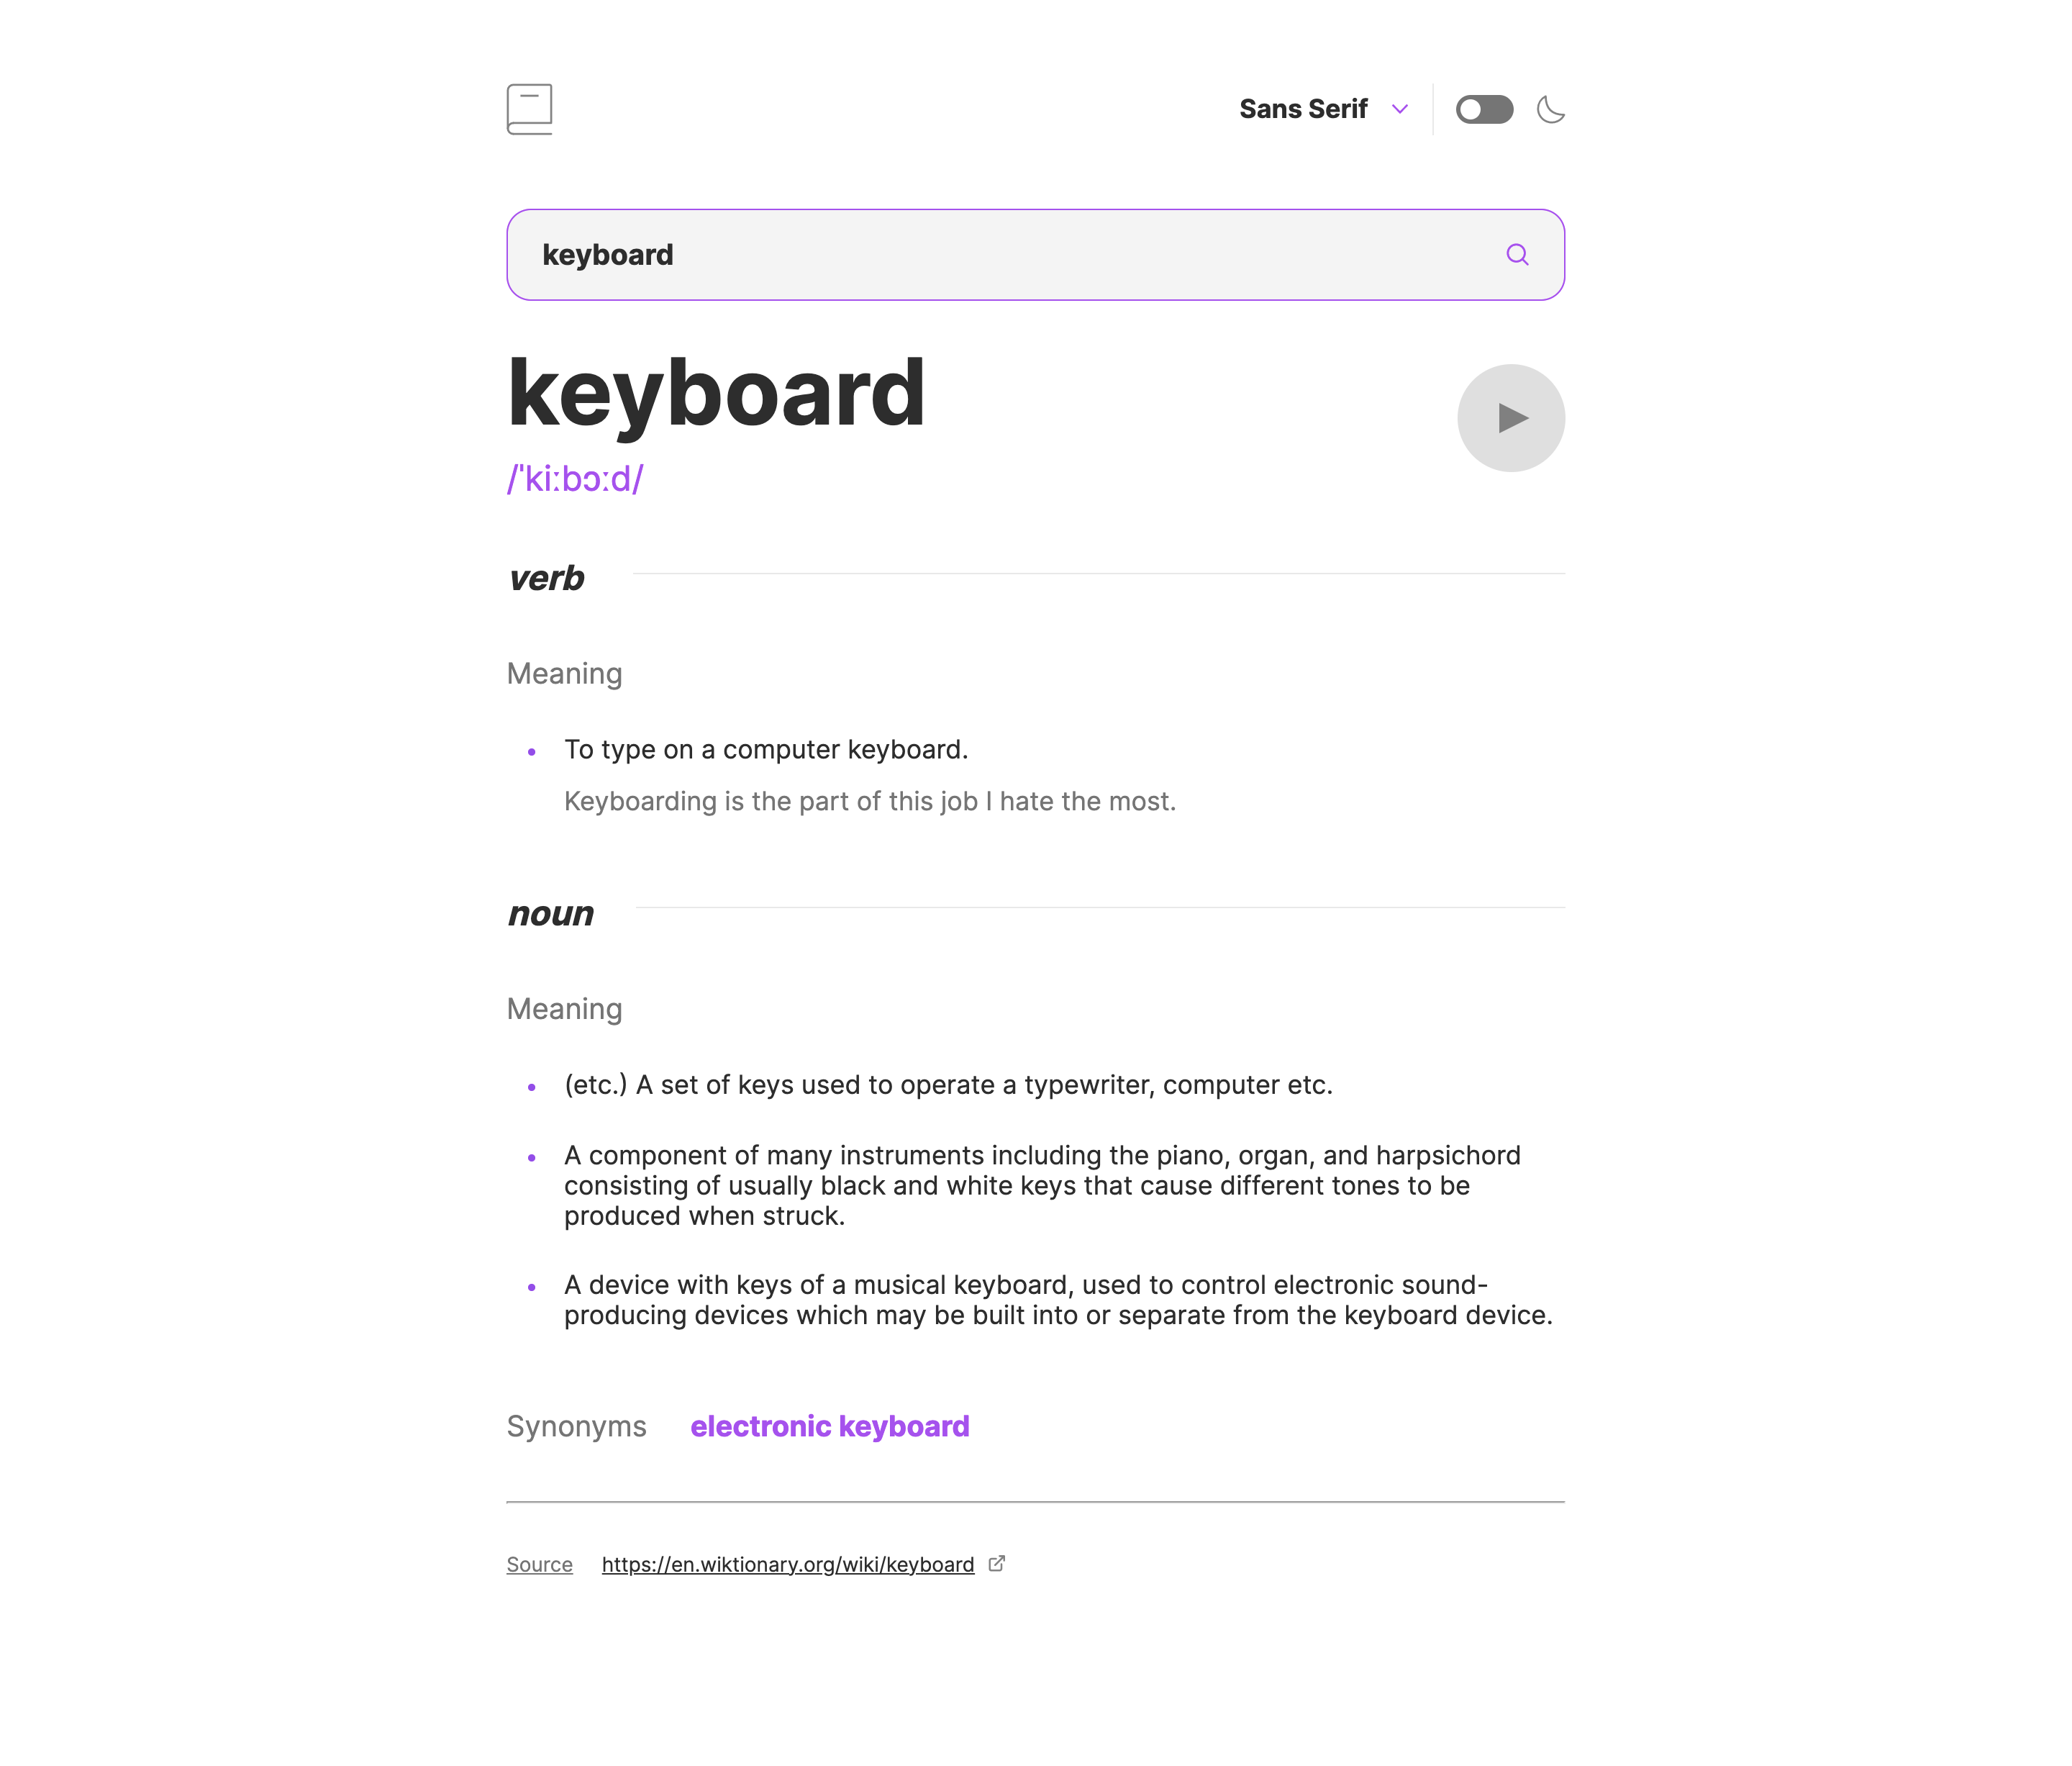 Sans Serif
keyboard
keyboard
/ˈkiːbɔːd/
verb
Meaning
To type on a computer keyboard.
Keyboarding is the part of this job I hate the most.
noun
Meaning
(etc.) A set of keys used to operate a typewriter, computer etc.
A component of many instruments including the piano, organ, and harpsichord
consisting of usually black and white keys that cause different tones to be
produced when struck.
A device with keys of a musical keyboard, used to control electronic sound-
producing devices which may be built into or separate from the keyboard device.
Synonyms electronic keyboard
Source https://en.wiktionary.org/wiki/keyboard